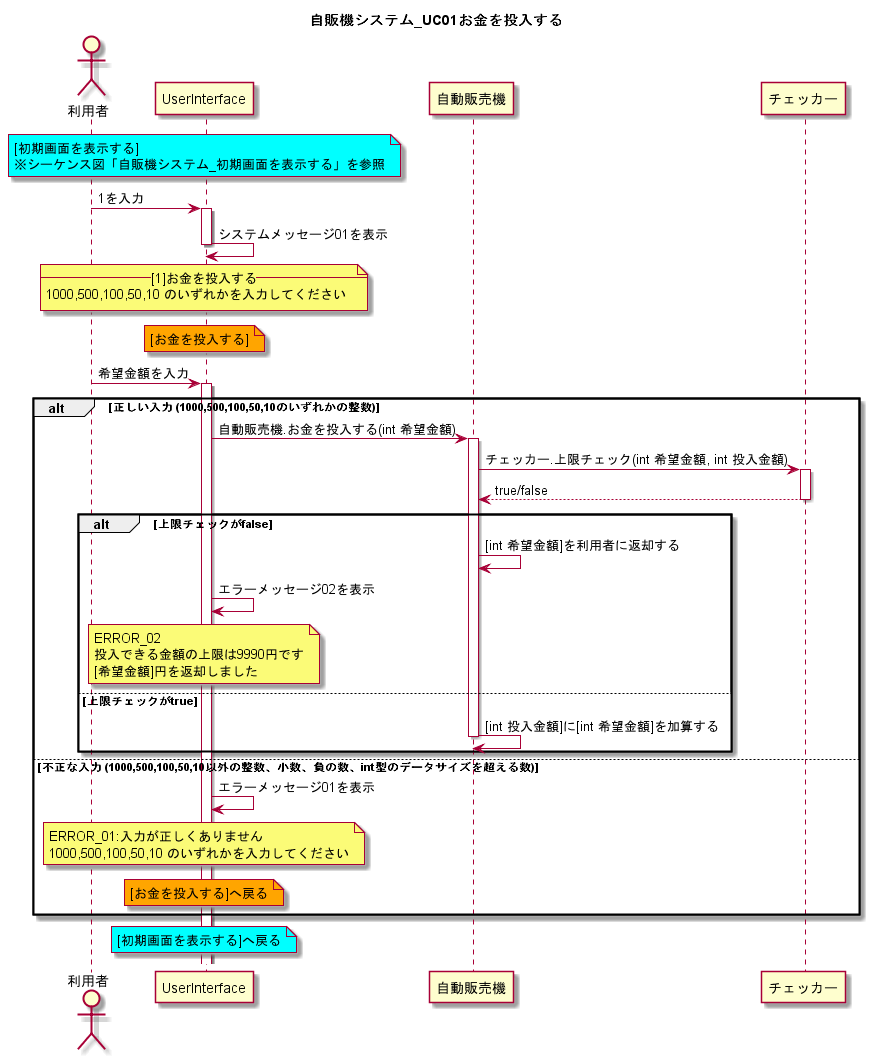 自販機システム_UC01お金を投入する
利用者
UserInterface
自動販売機
チェッカー
[初期画面を表示する]
※シーケンス図「自販機システム_初期画面を表示する」を参照
1を入力
システムメッセージ01を表示
[1]お金を投入する
1000,500,100,50,10 のいずれかを入力してください
[お金を投入する]
希望金額を入力
alt
[正しい入力 (1000,500,100,50,10のいずれかの整数)]
自動販売機.お金を投入する(int 希望金額)
チェッカー.上限チェック(int 希望金額, int 投入金額)
true/false
alt
[上限チェックがfalse]
[int 希望金額]を利用者に返却する
エラーメッセージ02を表示
ERROR_02
投入できる金額の上限は9990円です
[希望金額]円を返却しました
[上限チェックがtrue]
[int 投入金額]に[int 希望金額]を加算する
[不正な入力 (1000,500,100,50,10以外の整数、小数、負の数、int型のデータサイズを超える数)]
エラーメッセージ01を表示
ERROR_01:入力が正しくありません
1000,500,100,50,10 のいずれかを入力してください
[お金を投入する]へ戻る
[初期画面を表示する]へ戻る
利用者
UserInterface
自動販売機
チェッカー